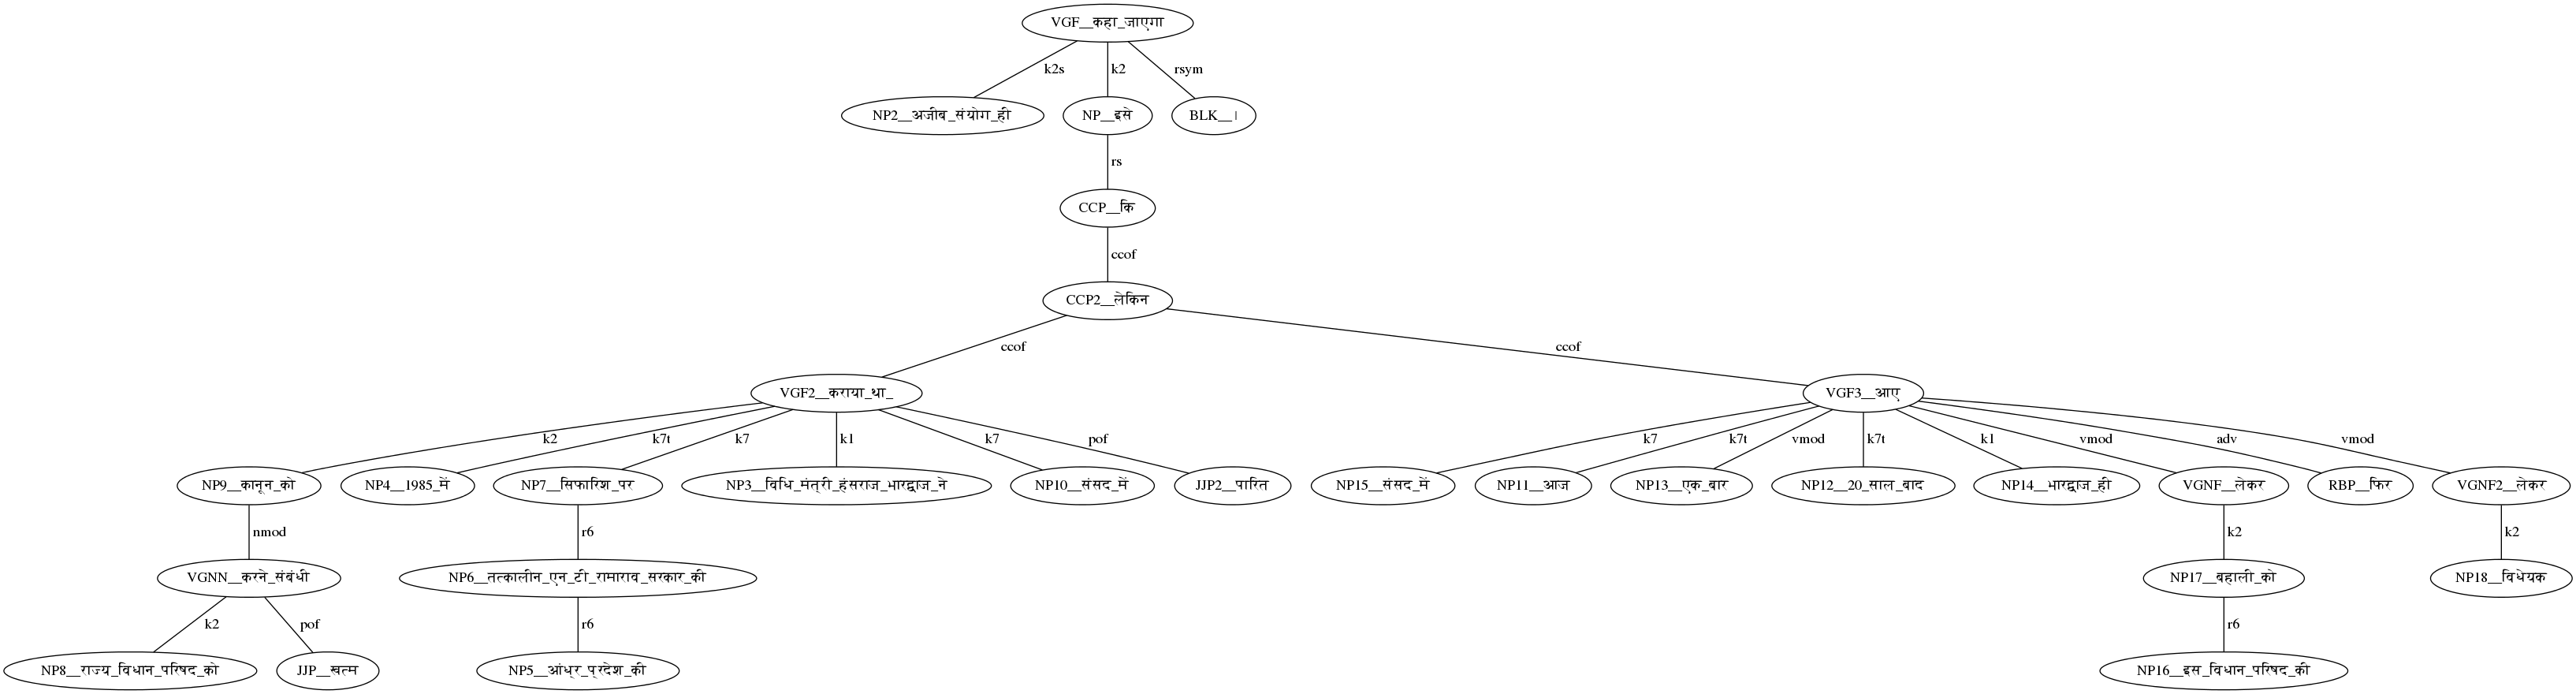 VGF__कहा_जाएगा
k2s k2 rsym
NP2__अजीब_संयोग_ही NP__इसे BLK__।
rs
CCP__कि
ccof
CCP2__लेकिन
ccof ccof
VGF2__कराया_था_ VGF3__आए
k2 k7t k7 k1 k7 pof k7 k7t vmod k7t k1 vmod adv vmod
NP9__कानून_को NP4__1985_में NP7__सिफारिश_पर NP3__विधि_मंत्री_हंसराज_भारद्वाज_ने NP10__संसद_में JJP2__पारित NP15__संसद_में NP11__आज NP13__एक_बार NP12__20_साल_बाद NP14__भारद्वाज_ही VGNF__लेकर RBP__फिर VGNF2__लेकर
nmod r6 k2 k2
VGNN__करने_संबंधी NP6__तत्कालीन_एन_टी_रामाराव_सरकार_की NP17__बहाली_को NP18__विधेयक
k2 pof r6 r6
NP8__राज्य_विधान_परिषद_को JJP__खत्म NP5__आंध्र_प्रदेश_की NP16__इस_विधान_परिषद_की